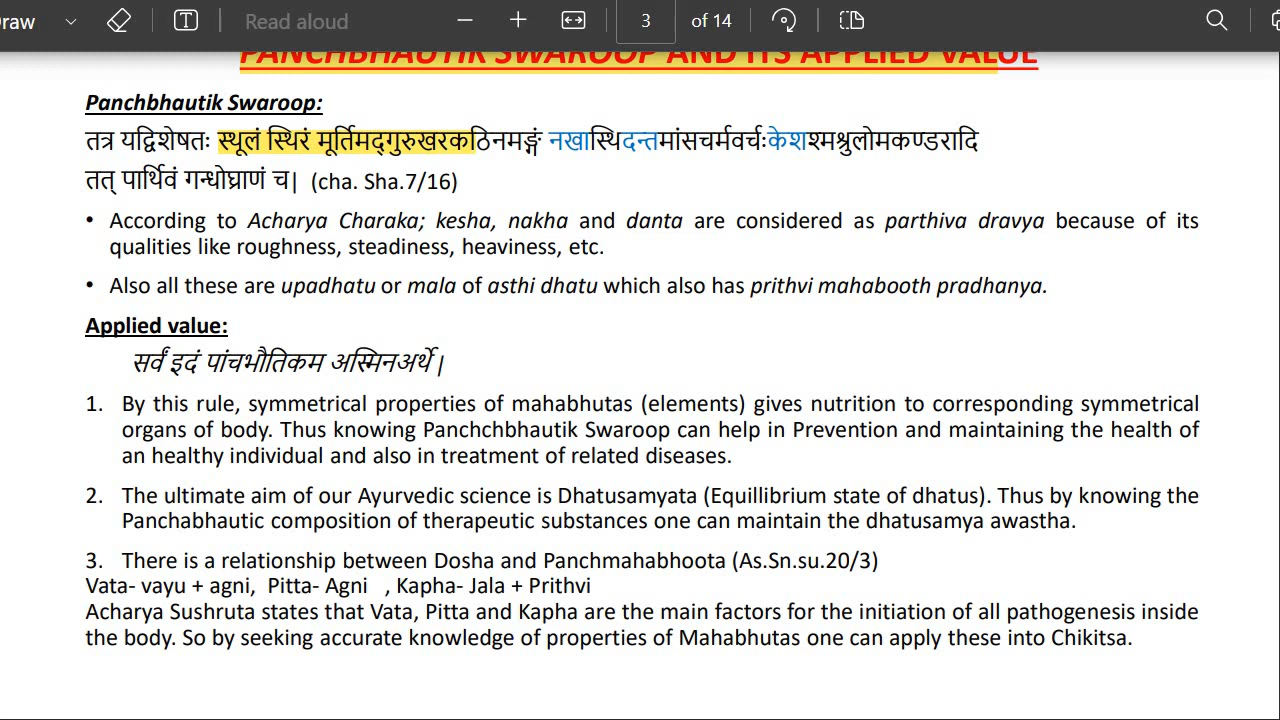 raw
Read aloud
3
of 14
PANCHBHAUTIK SWAROOP AND ITS APPLIED VALUE
Panchbhautik Swaroop:
तत्र यद्विशेषतः स्थूलं स्थिरं मूर्तिमद्गुरुखरकठिनमङ्गं नखास्थिदन्तमांसचर्मवर्चःकेशश्मश्रुलोमकण्डरादि
तत् पार्थिवं गन्धोघ्राणं च| (cha. Sha.7/16)
• According to Acharya Charaka; kesha, nakha and danta are considered as parthiva dravya because of its
qualities like roughness, steadiness, heaviness, etc.
• Also all these are upadhatu or mala of asthi dhatu which also has prithvi mahabooth pradhanya.
Applied value:
सर्वं इदं पांचभौतिकम अस्मिनअर्थे|
1. By this rule, symmetrical properties of mahabhutas (elements) gives nutrition to corresponding symmetrical
organs of body. Thus knowing Panchchbhautik Swaroop can help in Prevention and maintaining the health of
an healthy individual and also in treatment of related diseases.
2. The ultimate aim of our Ayurvedic science is Dhatusamyata (Equillibrium state of dhatus). Thus by knowing the
Panchabhautic composition of therapeutic substances one can maintain the dhatusamya awastha.
3. There is a relationship between Dosha and Panchmahabhoota (As.Sn.su.20/3)
Vata- vayu + agni, Pitta- Agni , Kapha- Jala + Prithvi
Acharya Sushruta states that Vata, Pitta and Kapha are the main factors for the initiation of all pathogenesis inside
the body. So by seeking accurate knowledge of properties of Mahabhutas one can apply these into Chikitsa.